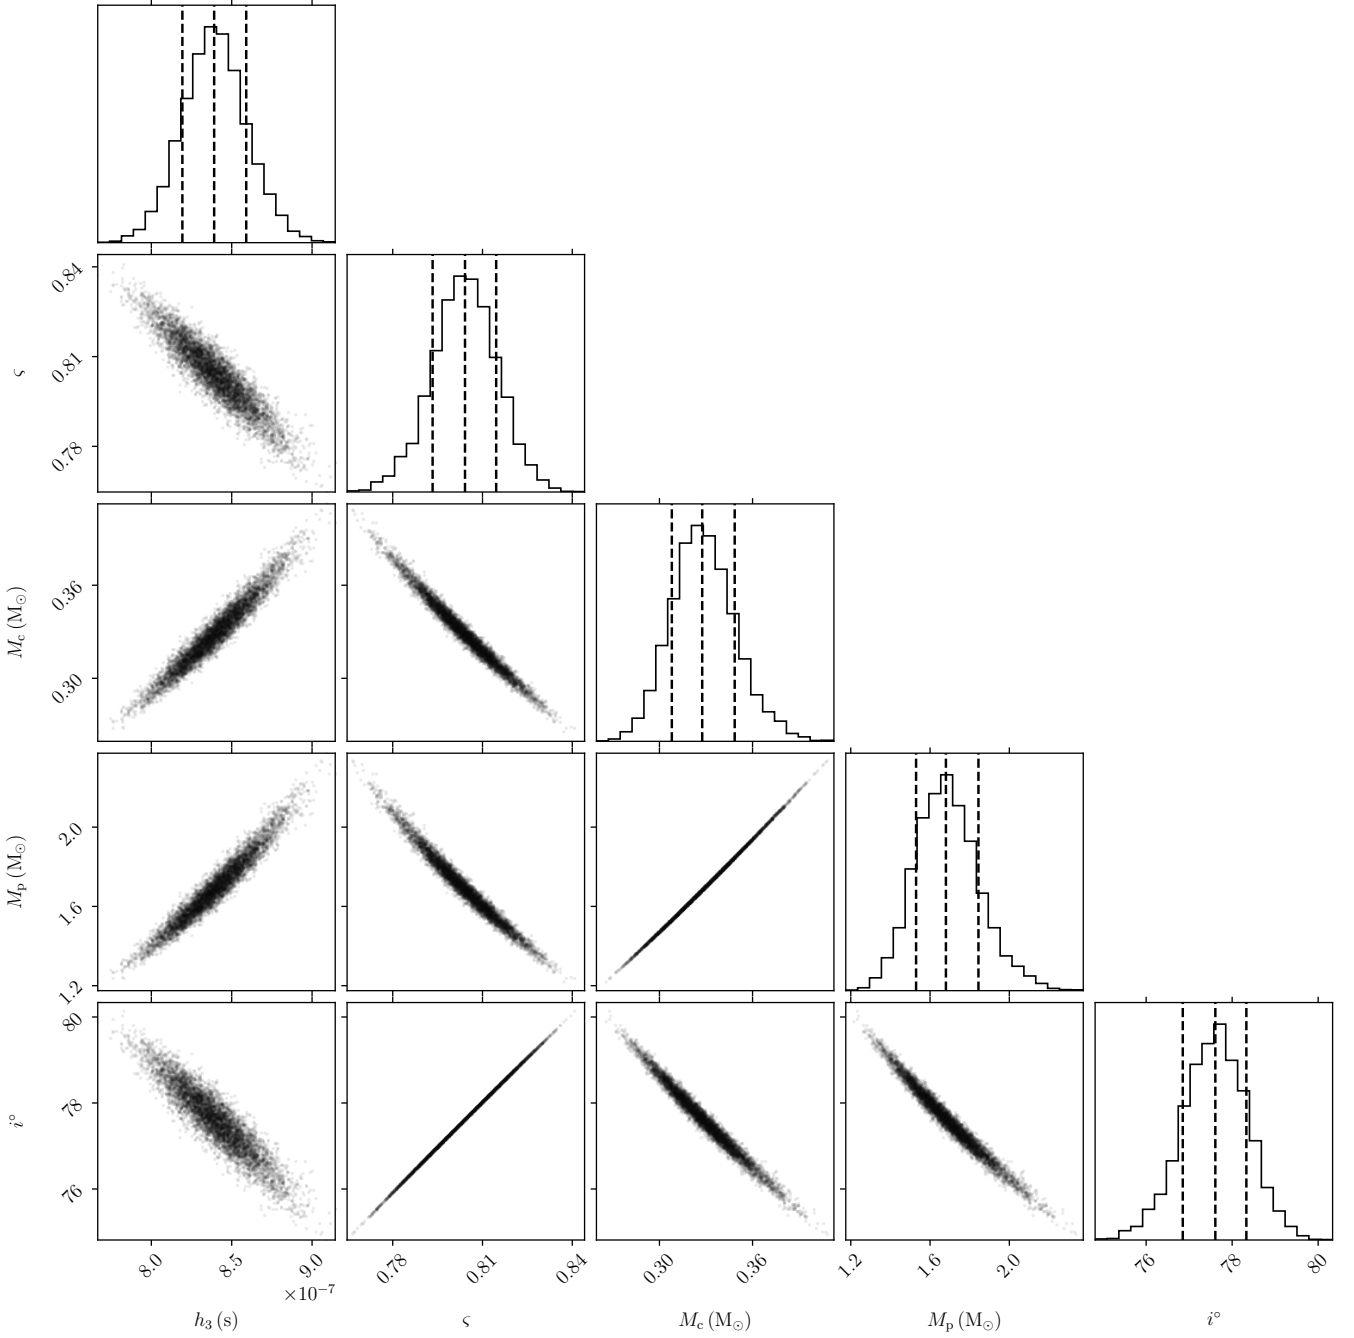 0.84
0.81
0.78
ς
0.36
0.30
M_c (M_⊙)
2.0
1.6
1.2
M_p (M_⊙)
80
78
76
i°
8.0 8.5 9.0 0.78 0.81 0.84 0.30 0.36 1.2 1.6 2.0 76 78 80
×10⁻⁷
h₃ (s) ς M_c (M_⊙) M_p (M_⊙) i°